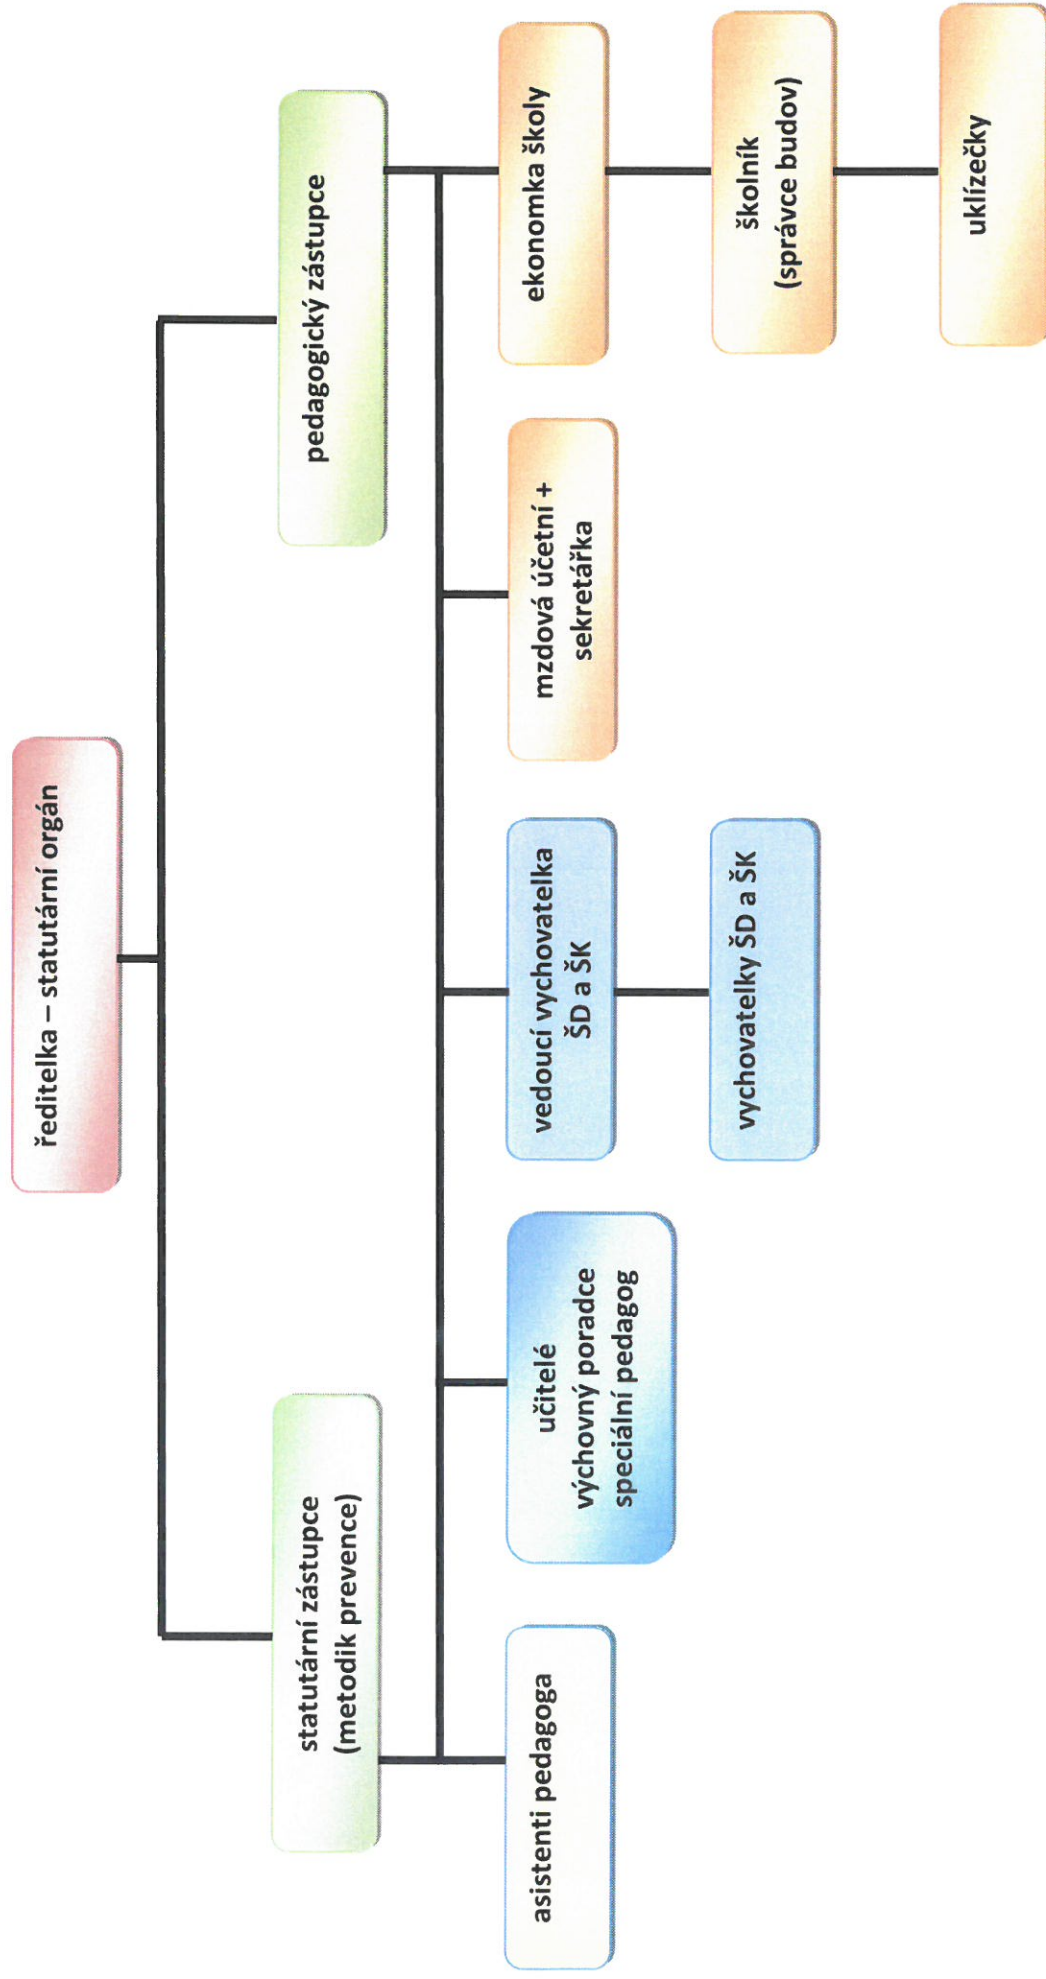 ředitelka – statutární orgán
statutární zástupce
(metodik prevence)
pedagogický zástupce
asistenti pedagoga
učitelé
výchovný poradce
speciální pedagog
vedoucí vychovatelka
ŠD a ŠK
mzdová účetní +
sekretářka
ekonomka školy
vychovatelky ŠD a ŠK
školník
(správce budov)
uklízečky